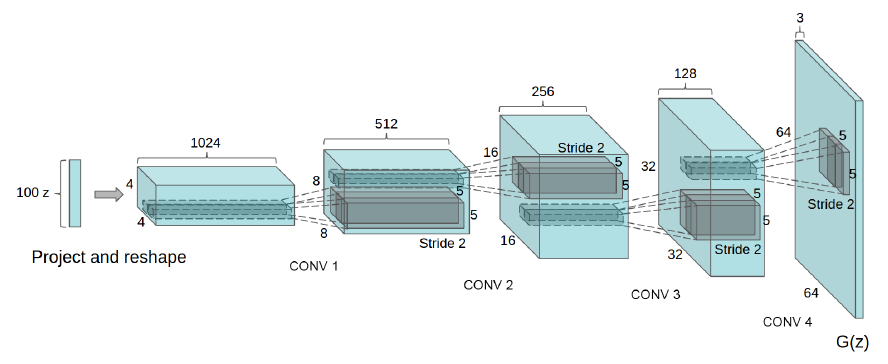 100 z
Project and reshape
1024
4
4
CONV 1
512
8
8
5
5
Stride 2
CONV 2
256
16
16
Stride 2
5
5
CONV 3
128
32
32
5
5
Stride 2
CONV 4
3
64
64
5
5
Stride 2
G(z)